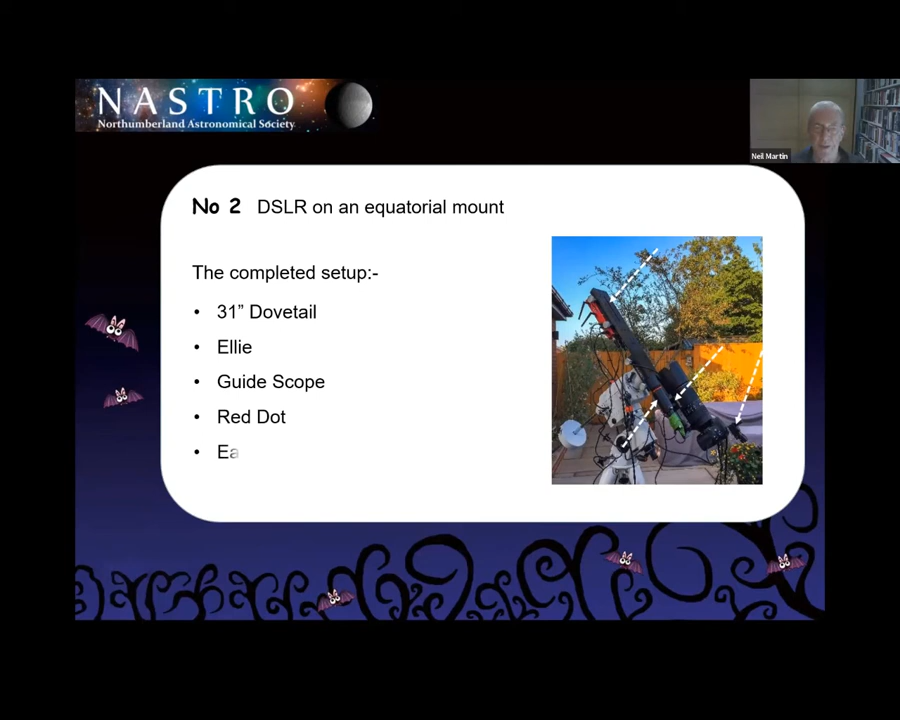 NASTRO
Northumberland Astronomical Society
Neil Martin
No 2 DSLR on an equatorial mount
The completed setup:-
• 31” Dovetail
• Ellie
• Guide Scope
• Red Dot
• Ea